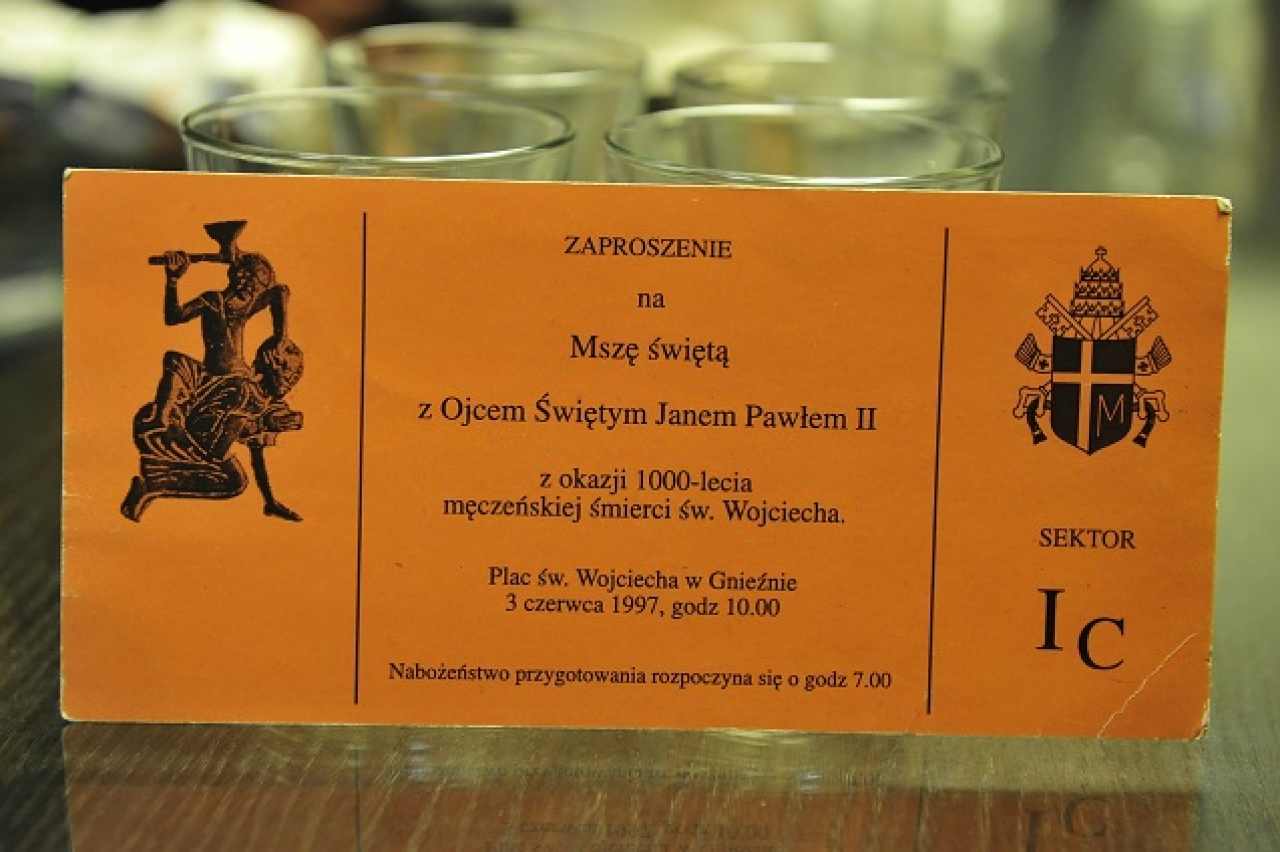 ZAPROSZENIE
na
Mszę świętą
z Ojcem Świętym Janem Pawłem II
z okazji 1000-lecia
męczeńskiej śmierci św. Wojciecha.
Plac św. Wojciecha w Gnieźnie
3 czerwca 1997, godz 10.00
Nabożeństwo przygotowania rozpoczyna się o godz 7.00
M
SEKTOR
I C